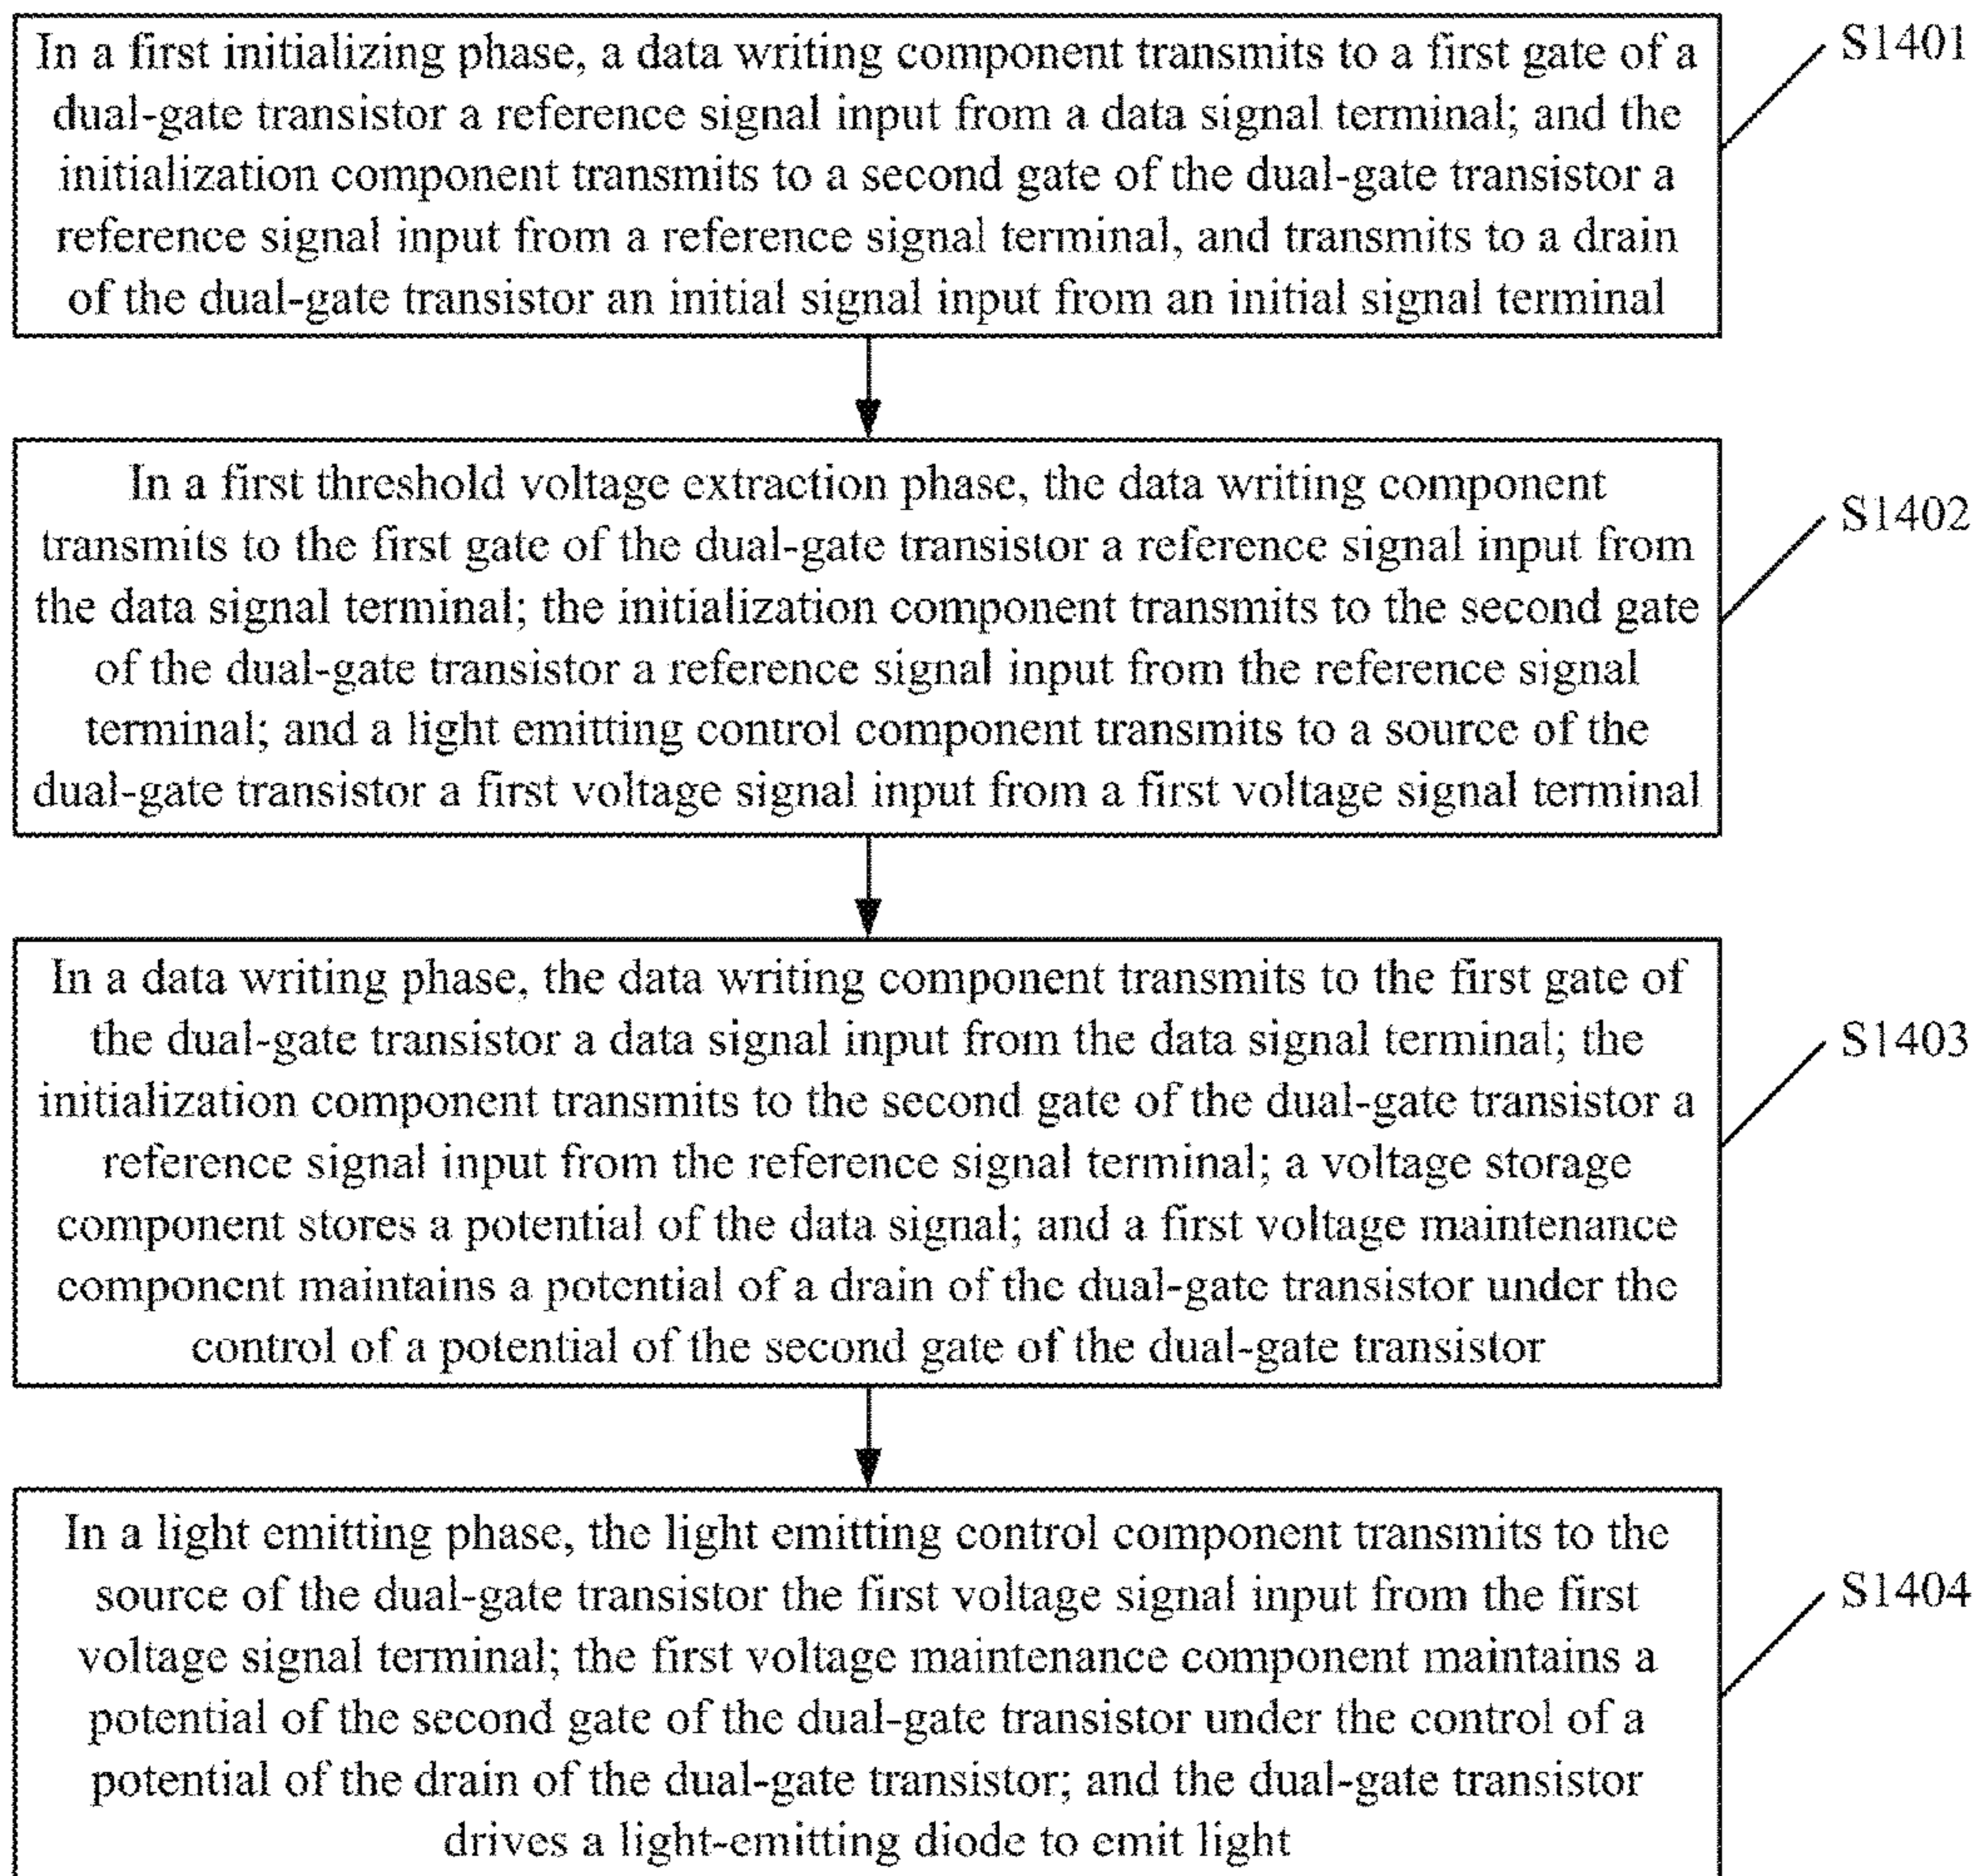 In a first initializing phase, a data writing component transmits to a first gate of a
dual-gate transistor a reference signal input from a data signal terminal; and the
initialization component transmits to a second gate of the dual-gate transistor a
reference signal input from a reference signal terminal, and transmits to a drain
of the dual-gate transistor an initial signal input from an initial signal terminal
S1401
In a first threshold voltage extraction phase, the data writing component
transmits to the first gate of the dual-gate transistor a reference signal input from
the data signal terminal; the initialization component transmits to the second gate
of the dual-gate transistor a reference signal input from the reference signal
terminal; and a light emitting control component transmits to a source of the
dual-gate transistor a first voltage signal input from a first voltage signal terminal
S1402
In a data writing phase, the data writing component transmits to the first gate of
the dual-gate transistor a data signal input from the data signal terminal; the
initialization component transmits to the second gate of the dual-gate transistor a
reference signal input from the reference signal terminal; a voltage storage
component stores a potential of the data signal; and a first voltage maintenance
component maintains a potential of a drain of the dual-gate transistor under the
control of a potential of the second gate of the dual-gate transistor
S1403
In a light emitting phase, the light emitting control component transmits to the
source of the dual-gate transistor the first voltage signal input from the first
voltage signal terminal; the first voltage maintenance component maintains a
potential of the second gate of the dual-gate transistor under the control of a
potential of the drain of the dual-gate transistor; and the dual-gate transistor
drives a light-emitting diode to emit light
S1404